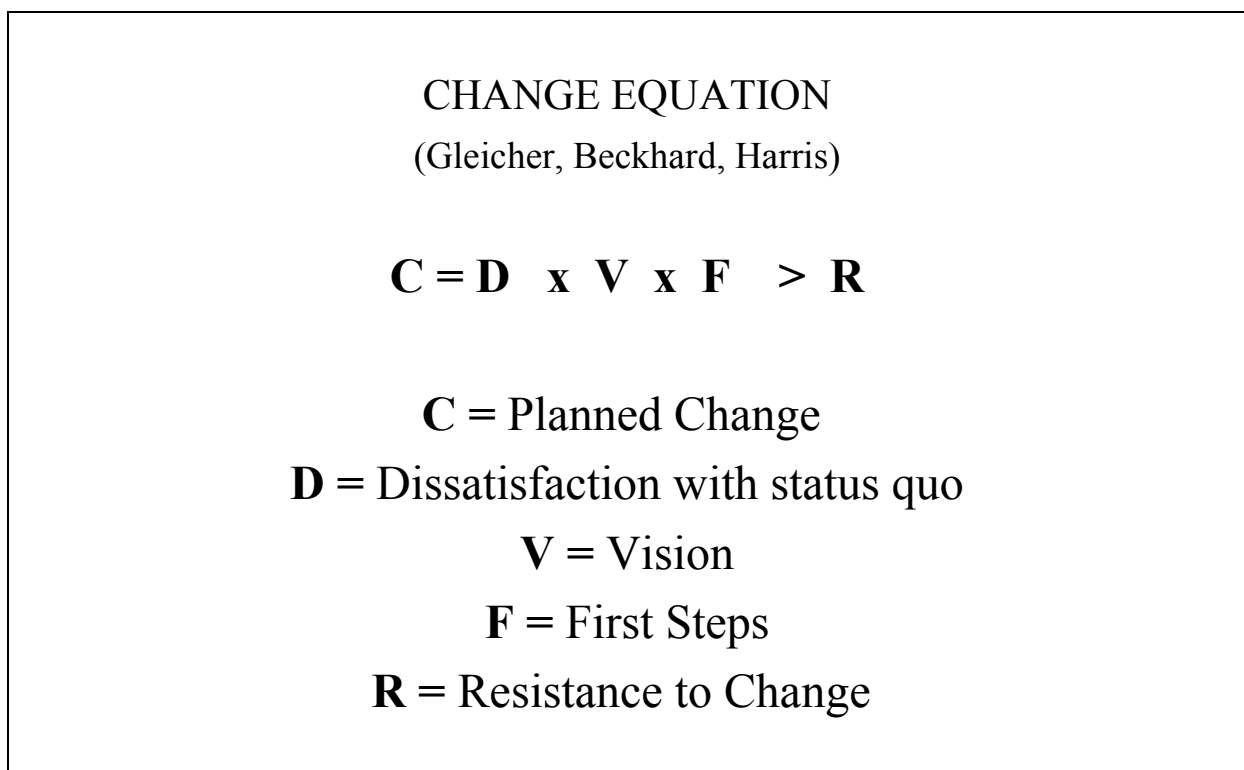 CHANGE EQUATION
(Gleicher, Beckhard, Harris)
C = D x V x F > R
C = Planned Change
D = Dissatisfaction with status quo
V = Vision
F = First Steps
R = Resistance to Change